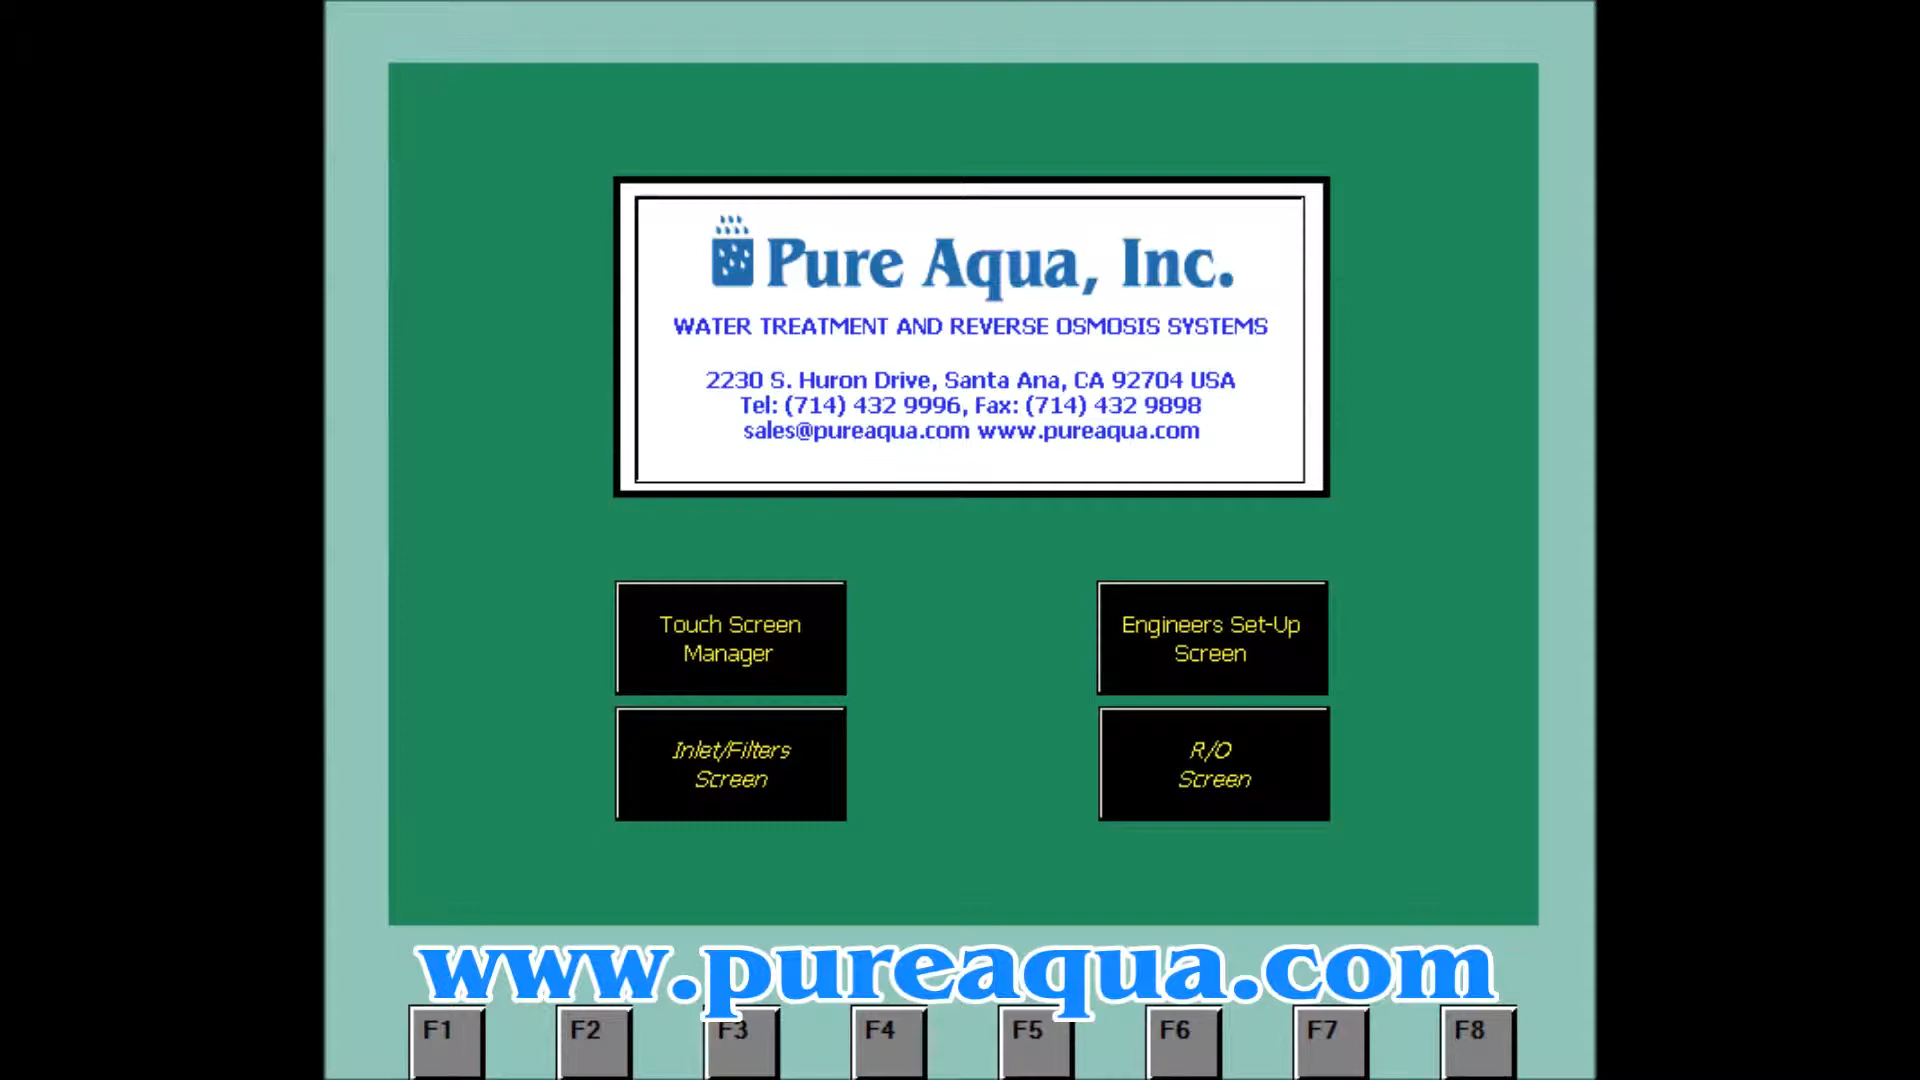 Pure Aqua, Inc.
WATER TREATMENT AND REVERSE OSMOSIS SYSTEMS
2230 S. Huron Drive, Santa Ana, CA 92704 USA
Tel: (714) 432 9996, Fax: (714) 432 9898
sales@pureaqua.com www.pureaqua.com
Touch Screen
Manager
Engineers Set-Up
Screen
Inlet/Filters
Screen
R/O
Screen
www.pureaqua.com
F1 F2 F3 F4 F5 F6 F7 F8